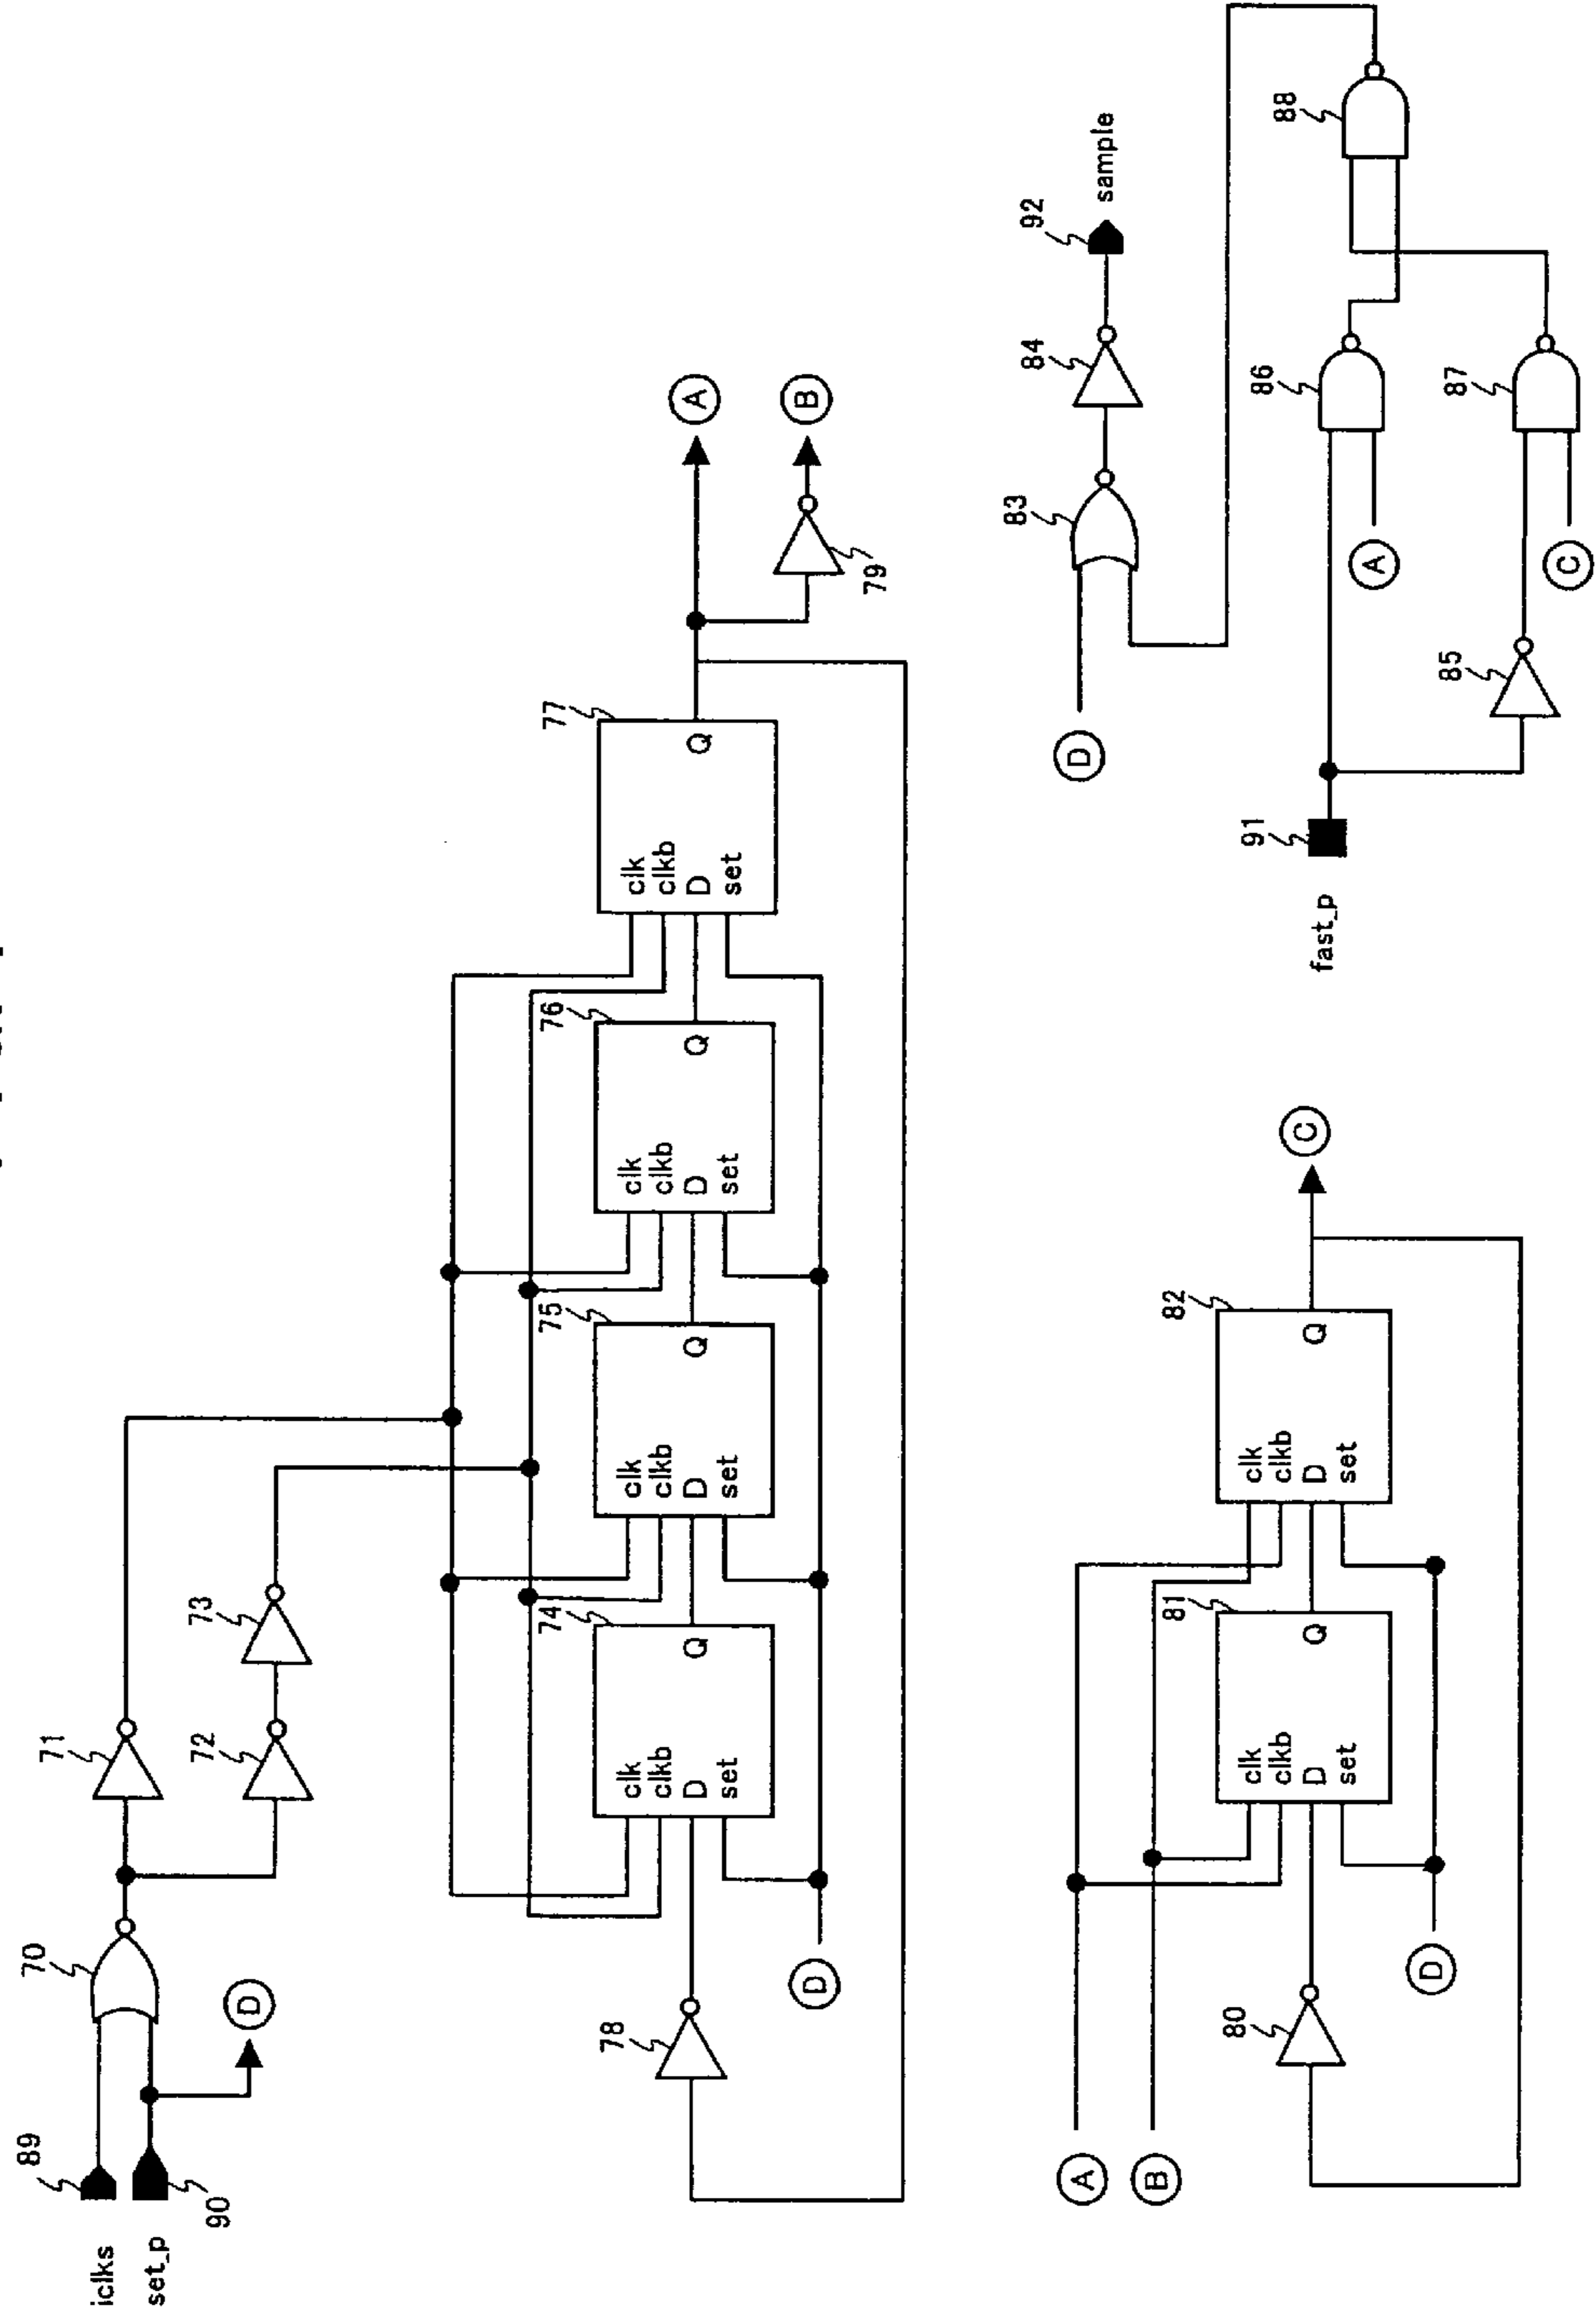 89
iclks
set_p
90
70
D
71
72
73
78
D
74
clk
clkb
D
set
Q
75
clk
clkb
D
set
Q
76
clk
clkb
D
set
Q
77
clk
clkb
D
set
Q
79
A
B
A
B
80
D
81
clk
clkb
D
set
Q
82
clk
clkb
D
set
Q
C
D
83
84
92
sample
fast_p
91
85
A
C
86
87
88